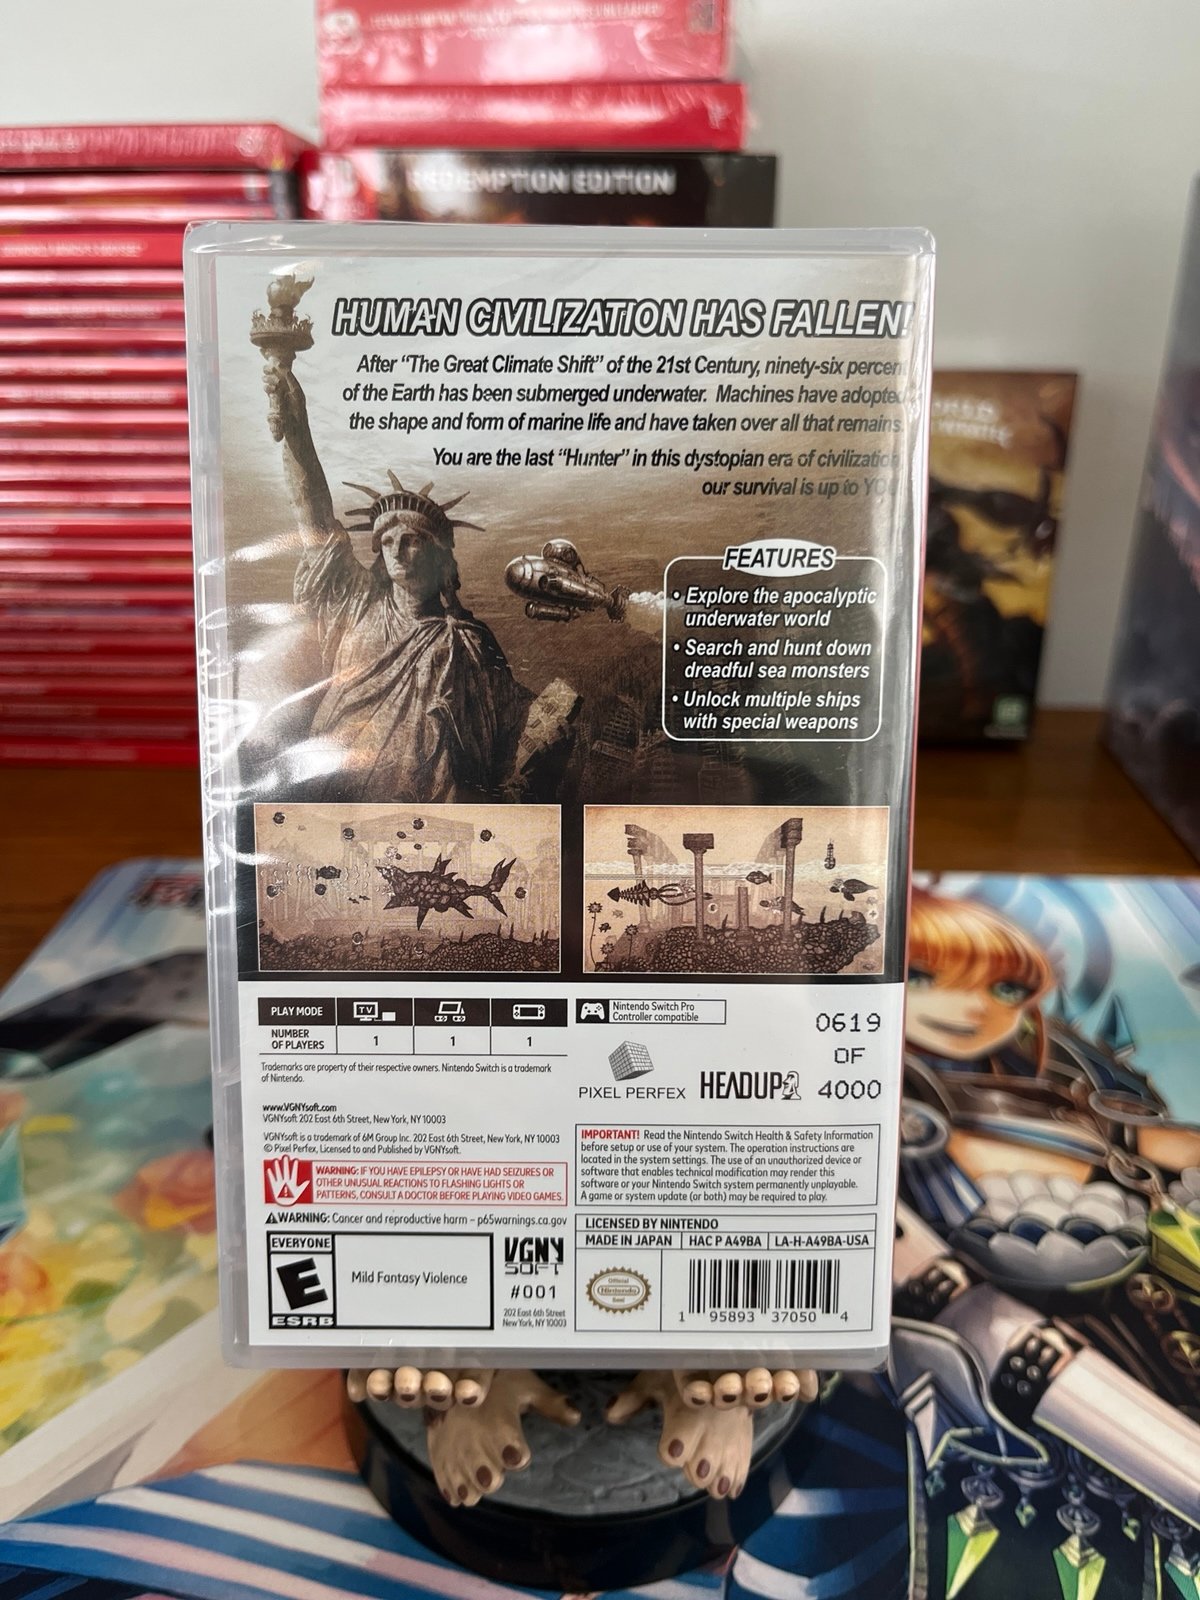 REDEMPTION EDITION
HUMAN CIVILIZATION HAS FALLEN!
After “The Great Climate Shift” of the 21st Century, ninety-six percent
of the Earth has been submerged underwater. Machines have adopted
the shape and form of marine life and have taken over all that remains.
You are the last “Hunter” in this dystopian era of civilization
our survival is up to YOU
FEATURES
• Explore the apocalyptic
underwater world
• Search and hunt down
dreadful sea monsters
• Unlock multiple ships
with special weapons
PLAY MODE
TV
NUMBER
OF PLAYERS
1
1
1
Nintendo Switch Pro
Controller compatible
0619
OF
4000
PIXEL PERFEX
HEADUP
Trademarks are property of their respective owners. Nintendo Switch is a trademark
of Nintendo.
www.VGNYsoft.com
VGNYsoft 202 East 6th Street, New York, NY 10003
VGNYsoft is a trademark of 6M Group Inc. 202 East 6th Street, New York, NY 10003
© Pixel Perfex, Licensed to and Published by VGNYsoft.
WARNING: IF YOU HAVE EPILEPSY OR HAVE HAD SEIZURES OR
OTHER UNUSUAL REACTIONS TO FLASHING LIGHTS OR
PATTERNS, CONSULT A DOCTOR BEFORE PLAYING VIDEO GAMES.
IMPORTANT! Read the Nintendo Switch Health & Safety Information
before setup or use of your system. The operation instructions are
located in the system settings. The use of an unauthorized device or
software that enables technical modification may render this
software or your Nintendo Switch system permanently unplayable.
A game or system update (or both) may be required to play.
WARNING: Cancer and reproductive harm – p65warnings.ca.gov
EVERYONE
E
ESRB
Mild Fantasy Violence
VGNY
SOFT
#001
202 East 6th Street
New York, NY 10003
LICENSED BY NINTENDO
MADE IN JAPAN
HAC P A49BA
LA-H-A49BA-USA
Official
Nintendo
Seal
1 95893 37050 4